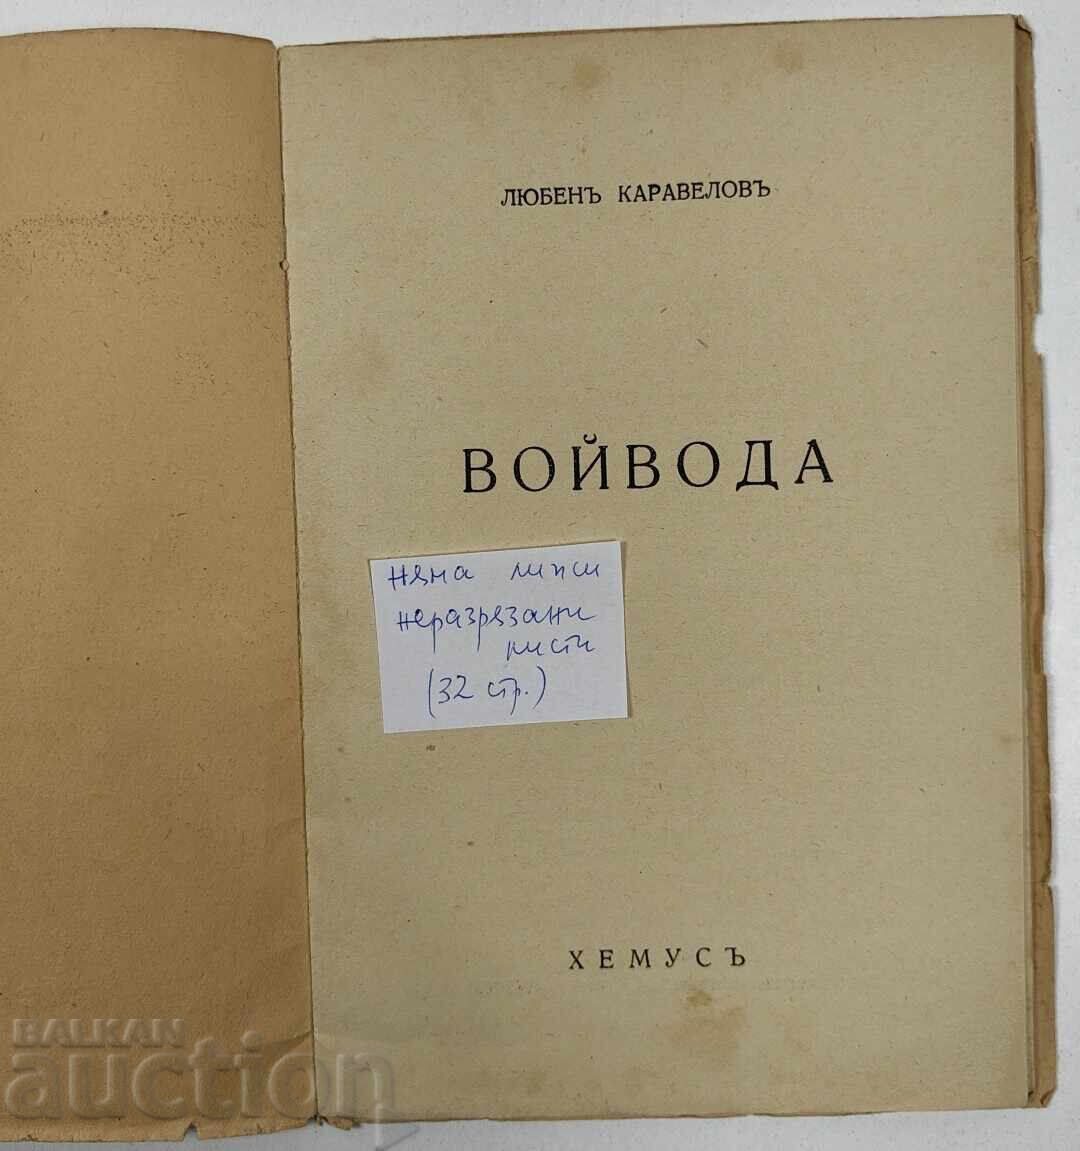 ЛЮБЕНЪ КАРАВЕЛОВЪ
ВОЙВОДА
няма липси
неразрязани
листи
(32 стр.)
ХЕМУСЪ
BALKAN
auction